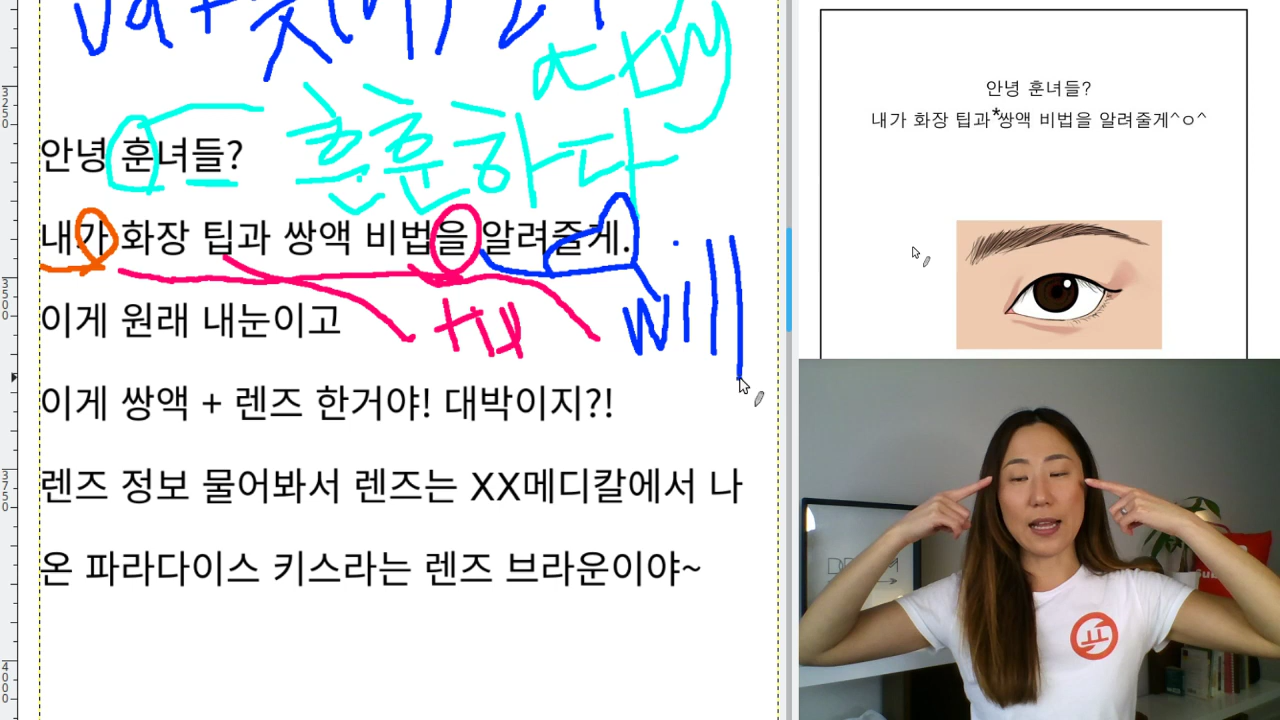 안녕 훈녀들?
훈훈하다
내가 화장 팁과 쌍액 비법을 알려줄게.
will
이게 원래 내눈이고
이게 쌍액 + 렌즈 한거야! 대박이지?!
렌즈 정보 물어봐서 렌즈는 XX메디칼에서 나
온 파라다이스 키스라는 렌즈 브라운이야~
안녕 훈녀들?
내가 화장 팁과*쌍액 비법을 알려줄게^ㅇ^
3250
3500
3750
4000